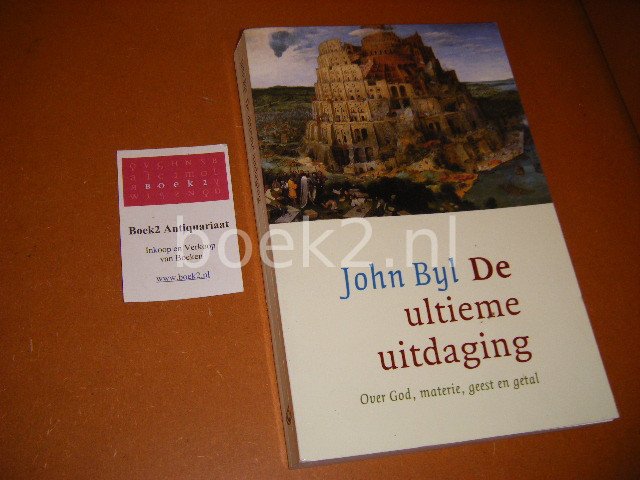 BOEK2
Boek2 Antiquariaat
Inkoop en Verkoop
van Boeken
www.boek2.nl
boek2.nl
John Byl De
ultieme
uitdaging
Over God, materie, geest en getal